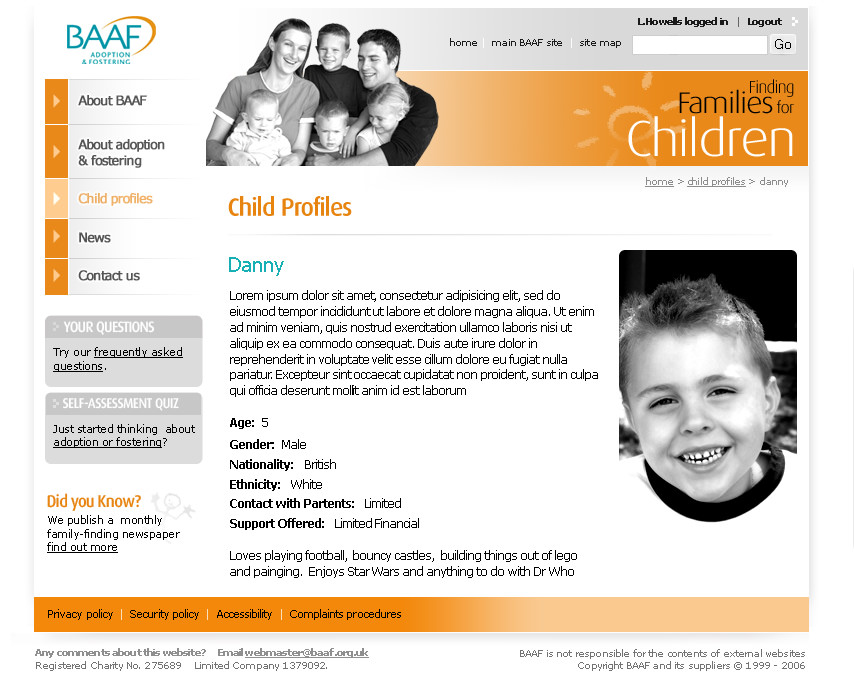 BAAF
ADOPTION
& FOSTERING
L.Howells logged in | Logout
home | main BAAF site | site map
Go
Finding
Families for
Children
About BAAF
About adoption
& fostering
Child profiles
News
Contact us
YOUR QUESTIONS
Try our frequently asked
questions.
SELF-ASSESSMENT QUIZ
Just started thinking about
adoption or fostering?
Did you Know?
We publish a monthly
family-finding newspaper
find out more
home > child profiles > danny
Child Profiles
Danny
Lorem ipsum dolor sit amet, consectetur adipisicing elit, sed do
eiusmod tempor incididunt ut labore et dolore magna aliqua. Ut enim
ad minim veniam, quis nostrud exercitation ullamco laboris nisi ut
aliquip ex ea commodo consequat. Duis aute irure dolor in
reprehenderit in voluptate velit esse cillum dolore eu fugiat nulla
pariatur. Excepteur sint occaecat cupidatat non proident, sunt in culpa
qui officia deserunt mollit anim id est laborum
Age: 5
Gender: Male
Nationality: British
Ethnicity: White
Contact with Partents: Limited
Support Offered: Limited Financial
Loves playing football, bouncy castles, building things out of lego
and painging. Enjoys Star Wars and anything to do with Dr Who
Privacy policy | Security policy | Accessibility | Complaints procedures
Any comments about this website? Email webmaster@baaf.org.uk
Registered Charity No. 275689 Limited Company 1379092.
BAAF is not responsible for the contents of external websites
Copyright BAAF and its suppliers © 1999 - 2006